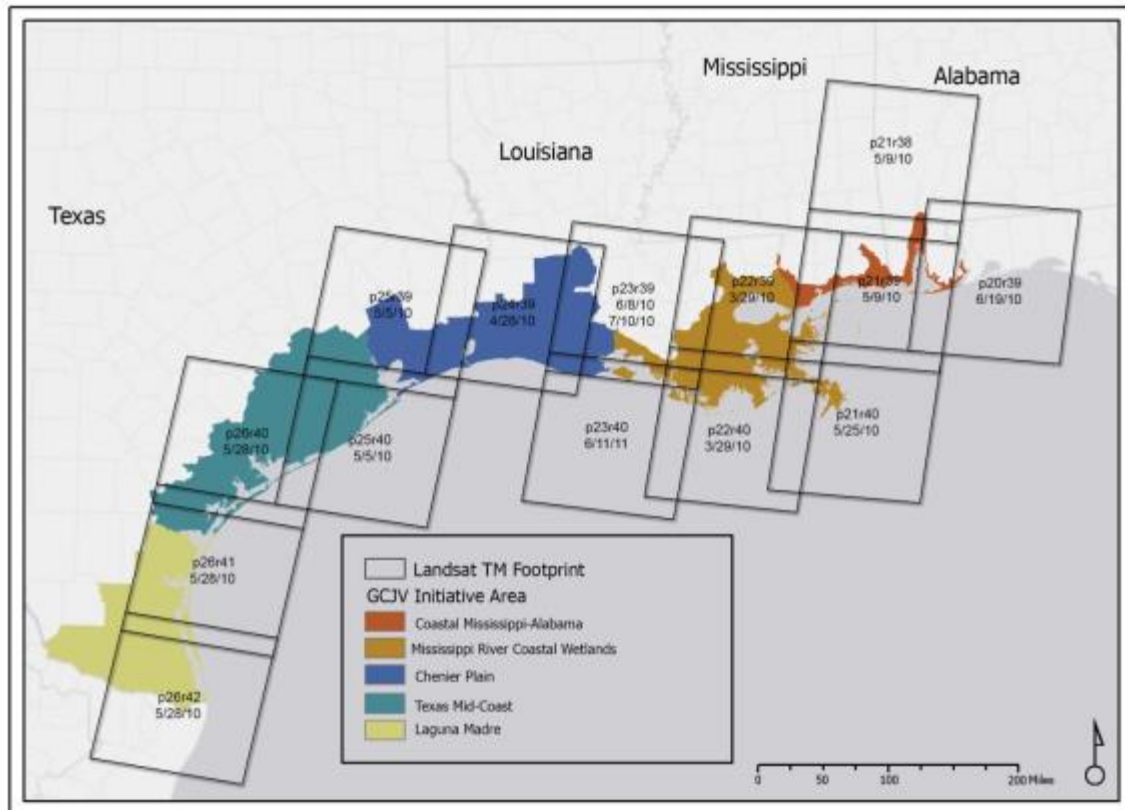 Mississippi
Alabama
p21r38
5/9/10
Louisiana
Texas
p25r39
5/5/10
p24r39
4/26/10
p23r39
6/8/10
7/10/10
p22r39
3/29/10
p21r39
5/9/10
p20r39
6/19/10
p26r40
5/28/10
p25r40
5/5/10
p23r40
6/11/11
p22r40
3/29/10
p21r40
5/25/10
p26r41
5/28/10
p26r42
5/28/10
Landsat TM Footprint
GCJV Initiative Area
Coastal Mississippi-Alabama
Mississippi River Coastal Wetlands
Chenier Plain
Texas Mid-Coast
Laguna Madre
0 50 100 200 Miles